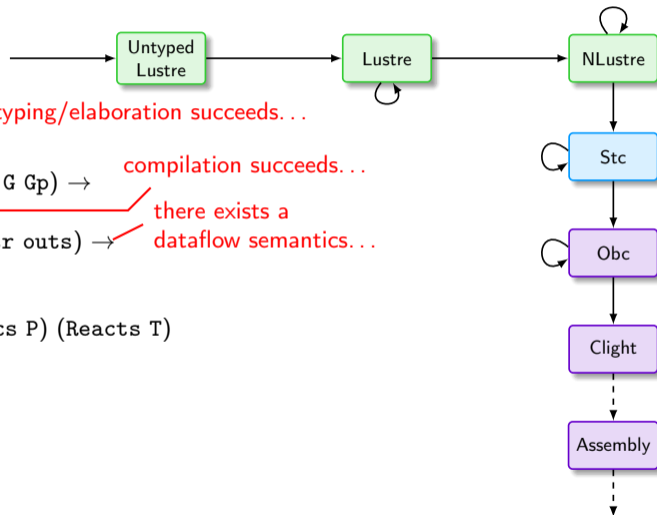 Untyped
Lustre
Lustre
NLustre
typing/elaboration succeeds...
Stc
compilation succeeds...
G Gp) →
there exists a
r outs) →
dataflow semantics...
Obc
cs P) (Reacts T)
Clight
Assembly